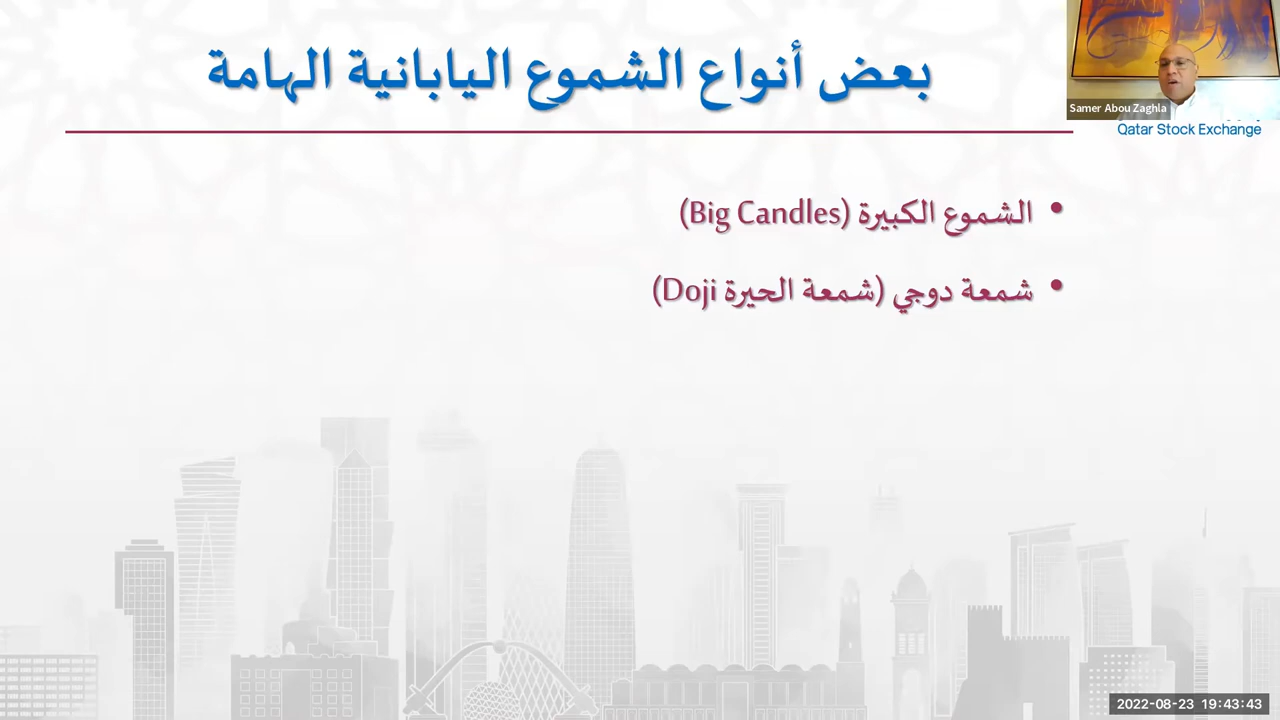 بعض أنواع الشموع اليابانية الهامة
Samer Abou Zaghla
Qatar Stock Exchange
• الشموع الكبيرة (Big Candles)
• شمعة دوجي (شمعة الحيرة Doji)
2022-08-23 19:43:43